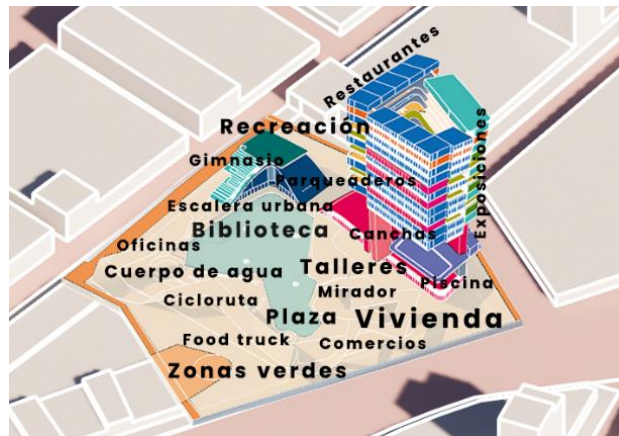 Restaurantes
Recreación
Exposiciones
Gimnasio
Parqueaderos
Escalera urbana
Biblioteca
Canchas
Oficinas
Cuerpo de agua
Talleres
Piscina
Cicloruta
Mirador
Plaza
Vivienda
Food truck
Comercios
Zonas verdes